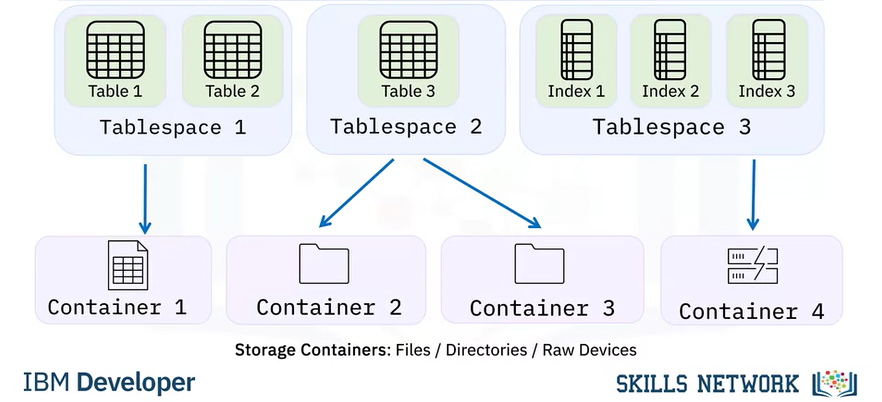 Table 1
Table 2
Table 3
Index 1
Index 2
Index 3
Tablespace 1
Tablespace 2
Tablespace 3
Container 1
Container 2
Container 3
Container 4
Storage Containers: Files / Directories / Raw Devices
IBM Developer
SKILLS NETWORK